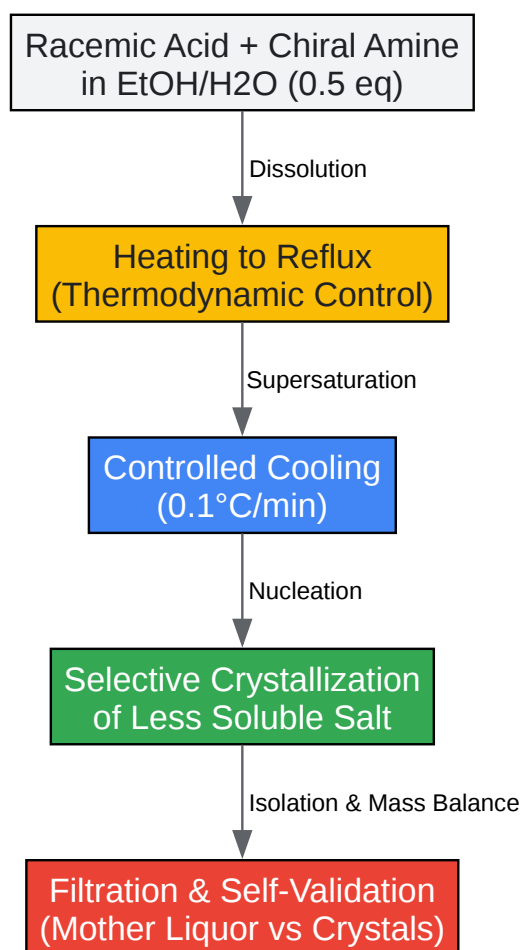 Racemic Acid + Chiral Amine
in EtOH/H2O (0.5 eq)
Dissolution
Heating to Reflux
(Thermodynamic Control)
Supersaturation
Controlled Cooling
(0.1°C/min)
Nucleation
Selective Crystallization
of Less Soluble Salt
Isolation & Mass Balance
Filtration & Self-Validation
(Mother Liquor vs Crystals)